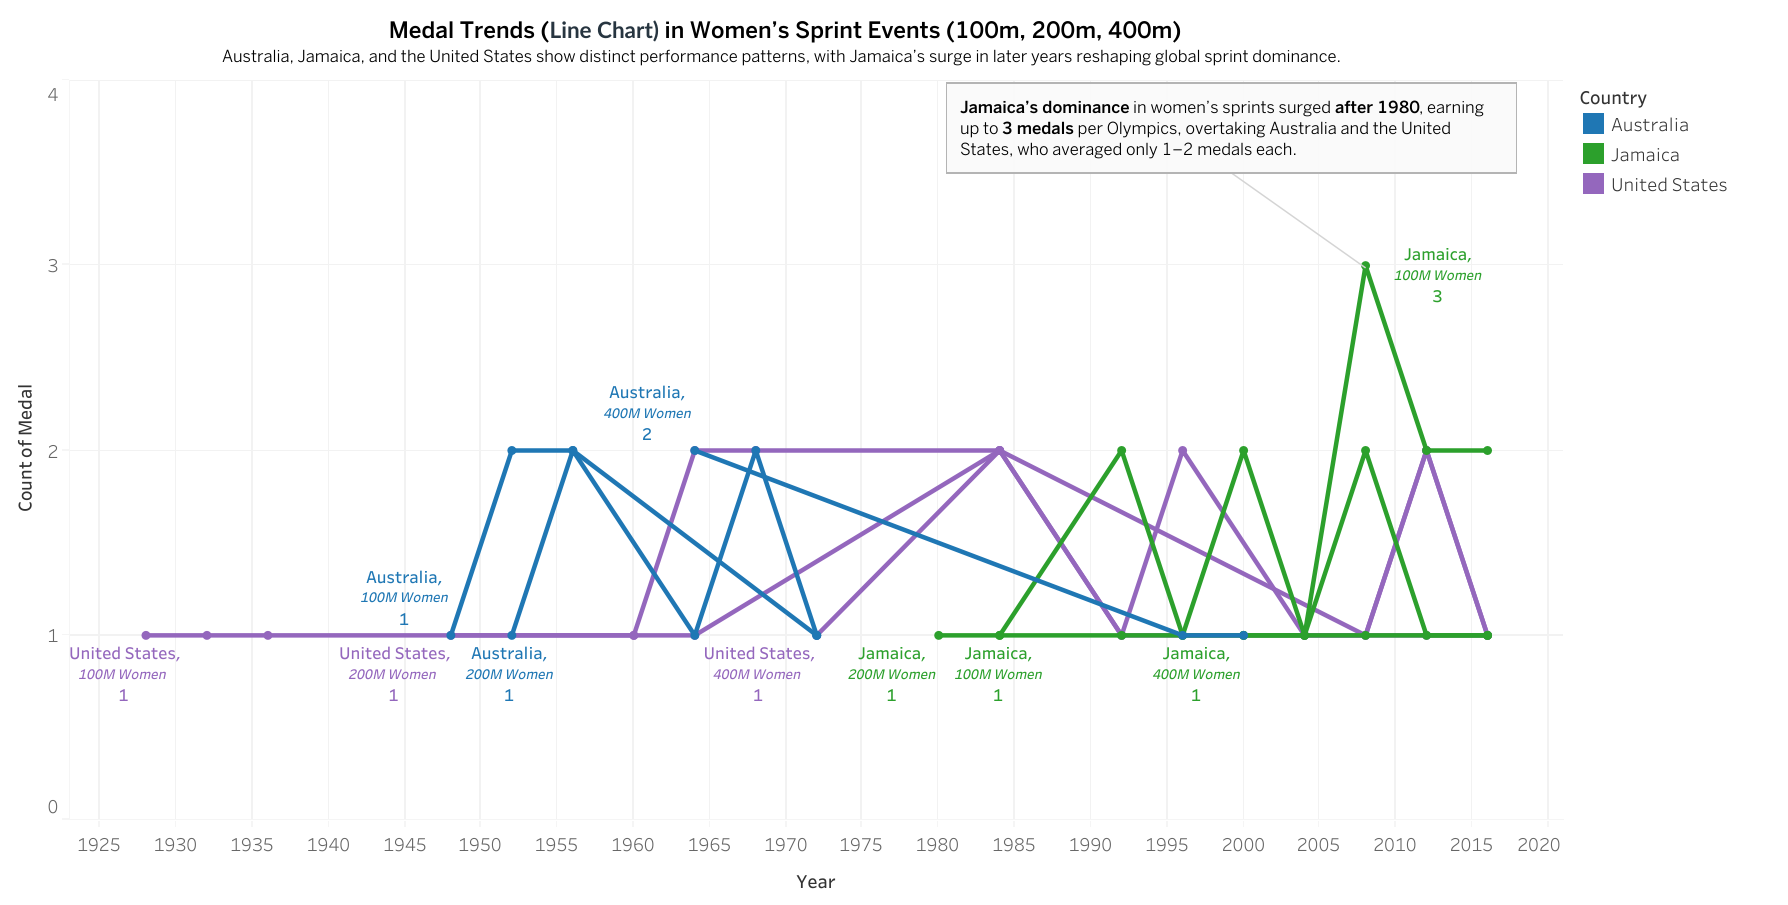 Medal Trends (Line Chart) in Women’s Sprint Events (100m, 200m, 400m)
Australia, Jamaica, and the United States show distinct performance patterns, with Jamaica’s surge in later years reshaping global sprint dominance.
Jamaica’s dominance in women’s sprints surged after 1980, earning
up to 3 medals per Olympics, overtaking Australia and the United
States, who averaged only 1–2 medals each.
Country
Australia
Jamaica
United States
Count of Medal
4
3
2
1
0
Jamaica,
100M Women
3
Australia,
400M Women
2
Australia,
100M Women
1
United States,
100M Women
1
United States,
200M Women
1
Australia,
200M Women
1
United States,
400M Women
1
Jamaica,
200M Women
1
Jamaica,
100M Women
1
Jamaica,
400M Women
1
1925 1930 1935 1940 1945 1950 1955 1960 1965 1970 1975 1980 1985 1990 1995 2000 2005 2010 2015 2020
Year